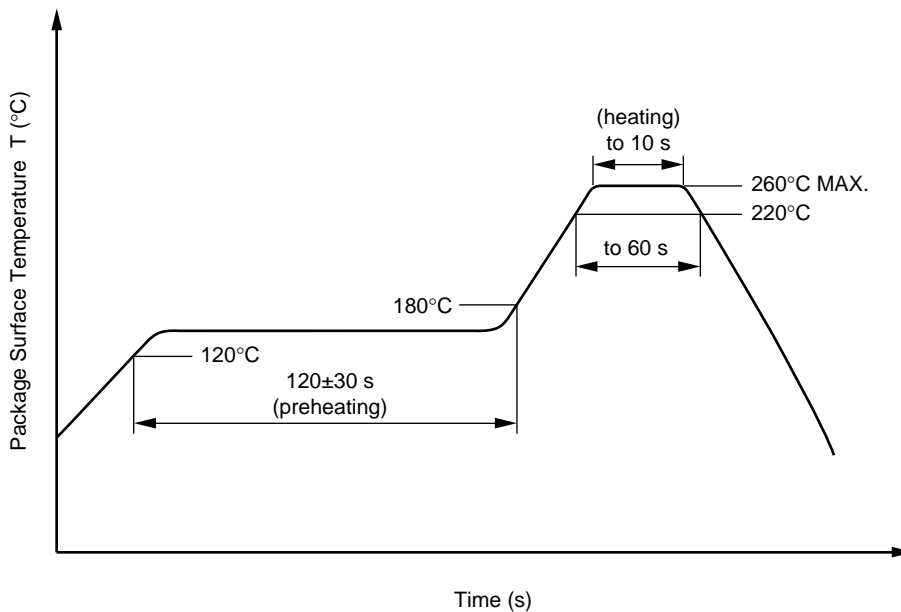 Package Surface Temperature T (°C)
(heating)
to 10 s
260°C MAX.
220°C
to 60 s
180°C
120°C
120±30 s
(preheating)
Time (s)